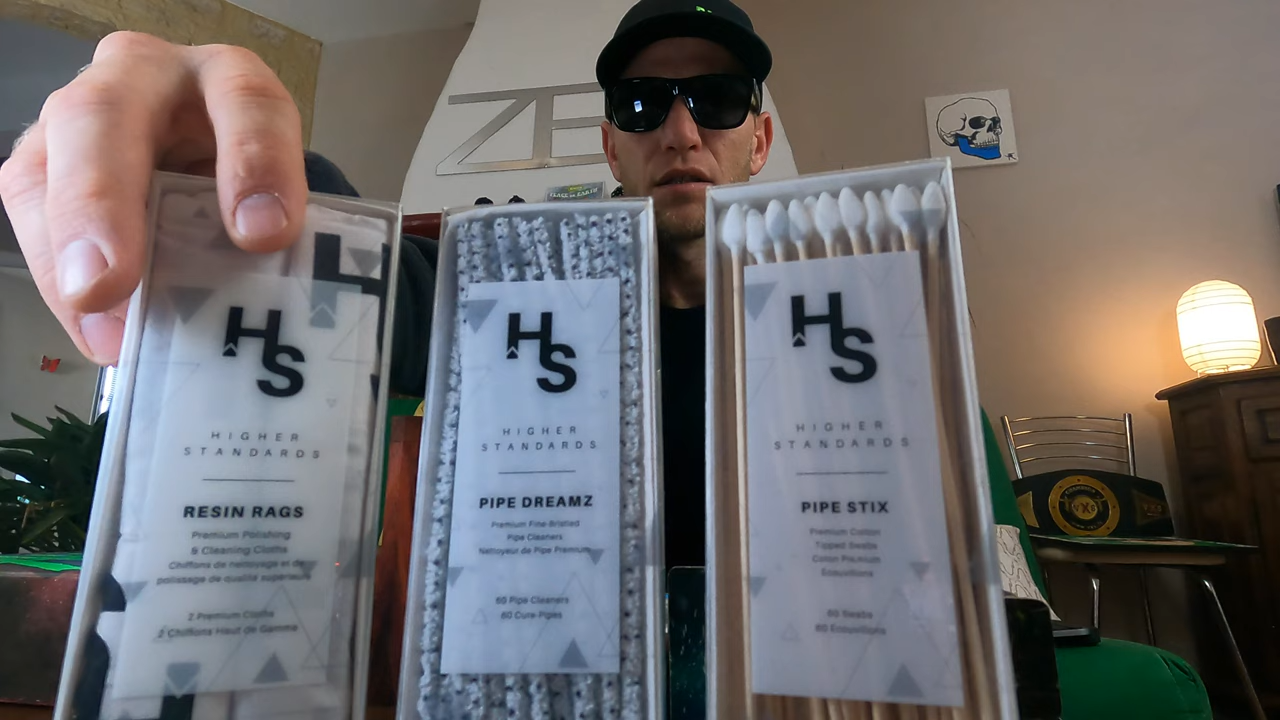 HS
HIGHER
STANDARDS
RESIN RAGS
Premium Polishing
& Cleaning Cloths
Chiffons de nettoyage et de
polissage de qualité supérieure
2 Premium Cloths
2 Chiffons Haut de Gamme
HS
HIGHER
STANDARDS
PIPE DREAMZ
Premium Fine-Bristled
Pipe Cleaners
Nettoyeur de Pipe Premium
60 Pipe Cleaners
60 Cure-Pipes
HS
HIGHER
STANDARDS
PIPE STIX
Premium Cotton
Tipped Swabs
Coton Premium
Écouvillons
60 Swabs
60 Écouvillons
ZE